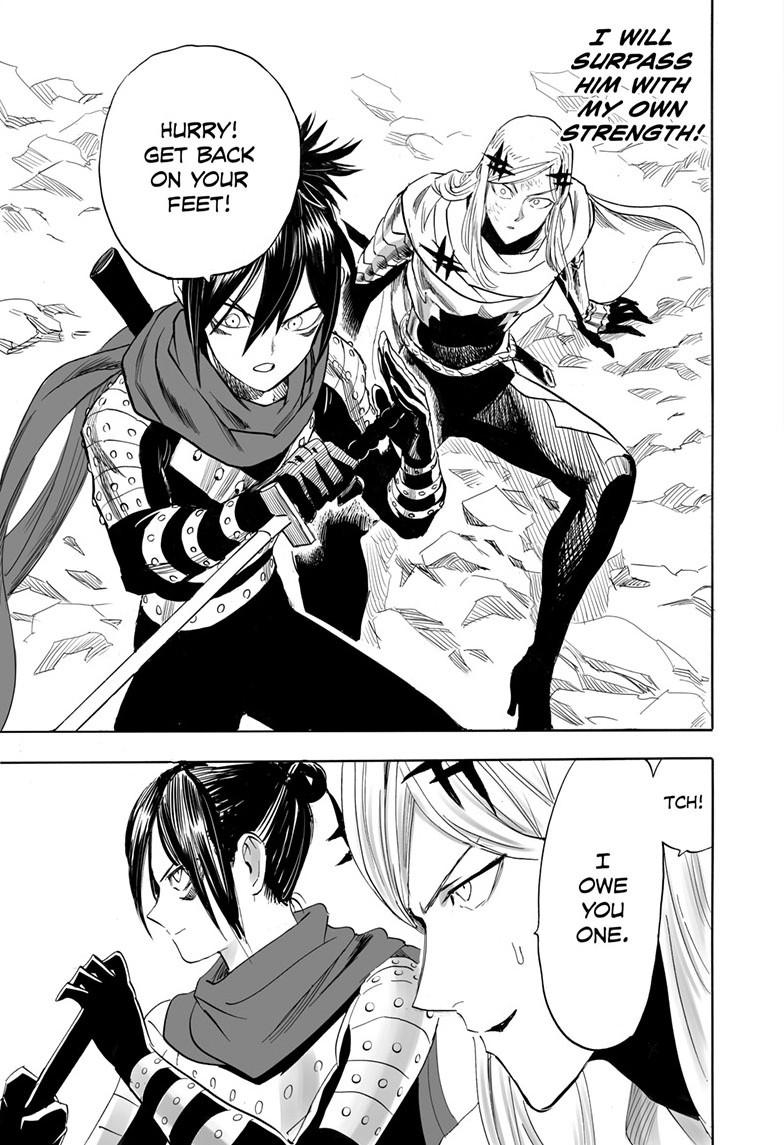 I WILL
SURPASS
HIM WITH
MY OWN
STRENGTH!
HURRY!
GET BACK
ON YOUR
FEET!
TCH!
I
OWE
YOU
ONE.